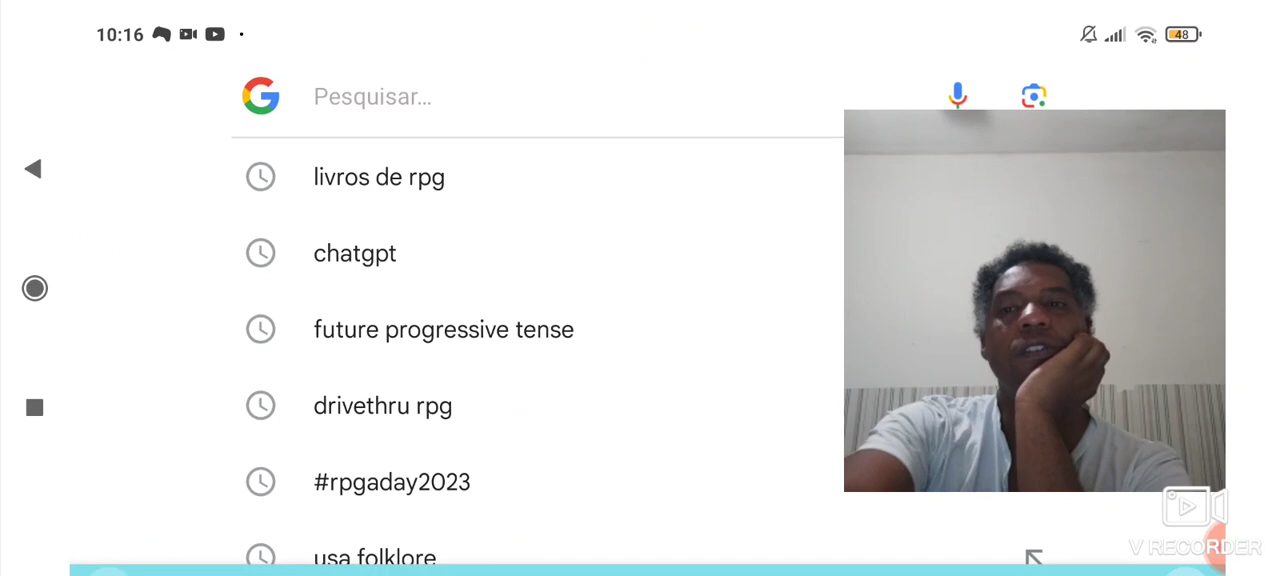 10:16
48
Pesquisar...
livros de rpg
chatgpt
future progressive tense
drivethru rpg
#rpgaday2023
usa folklore
V RECORDER